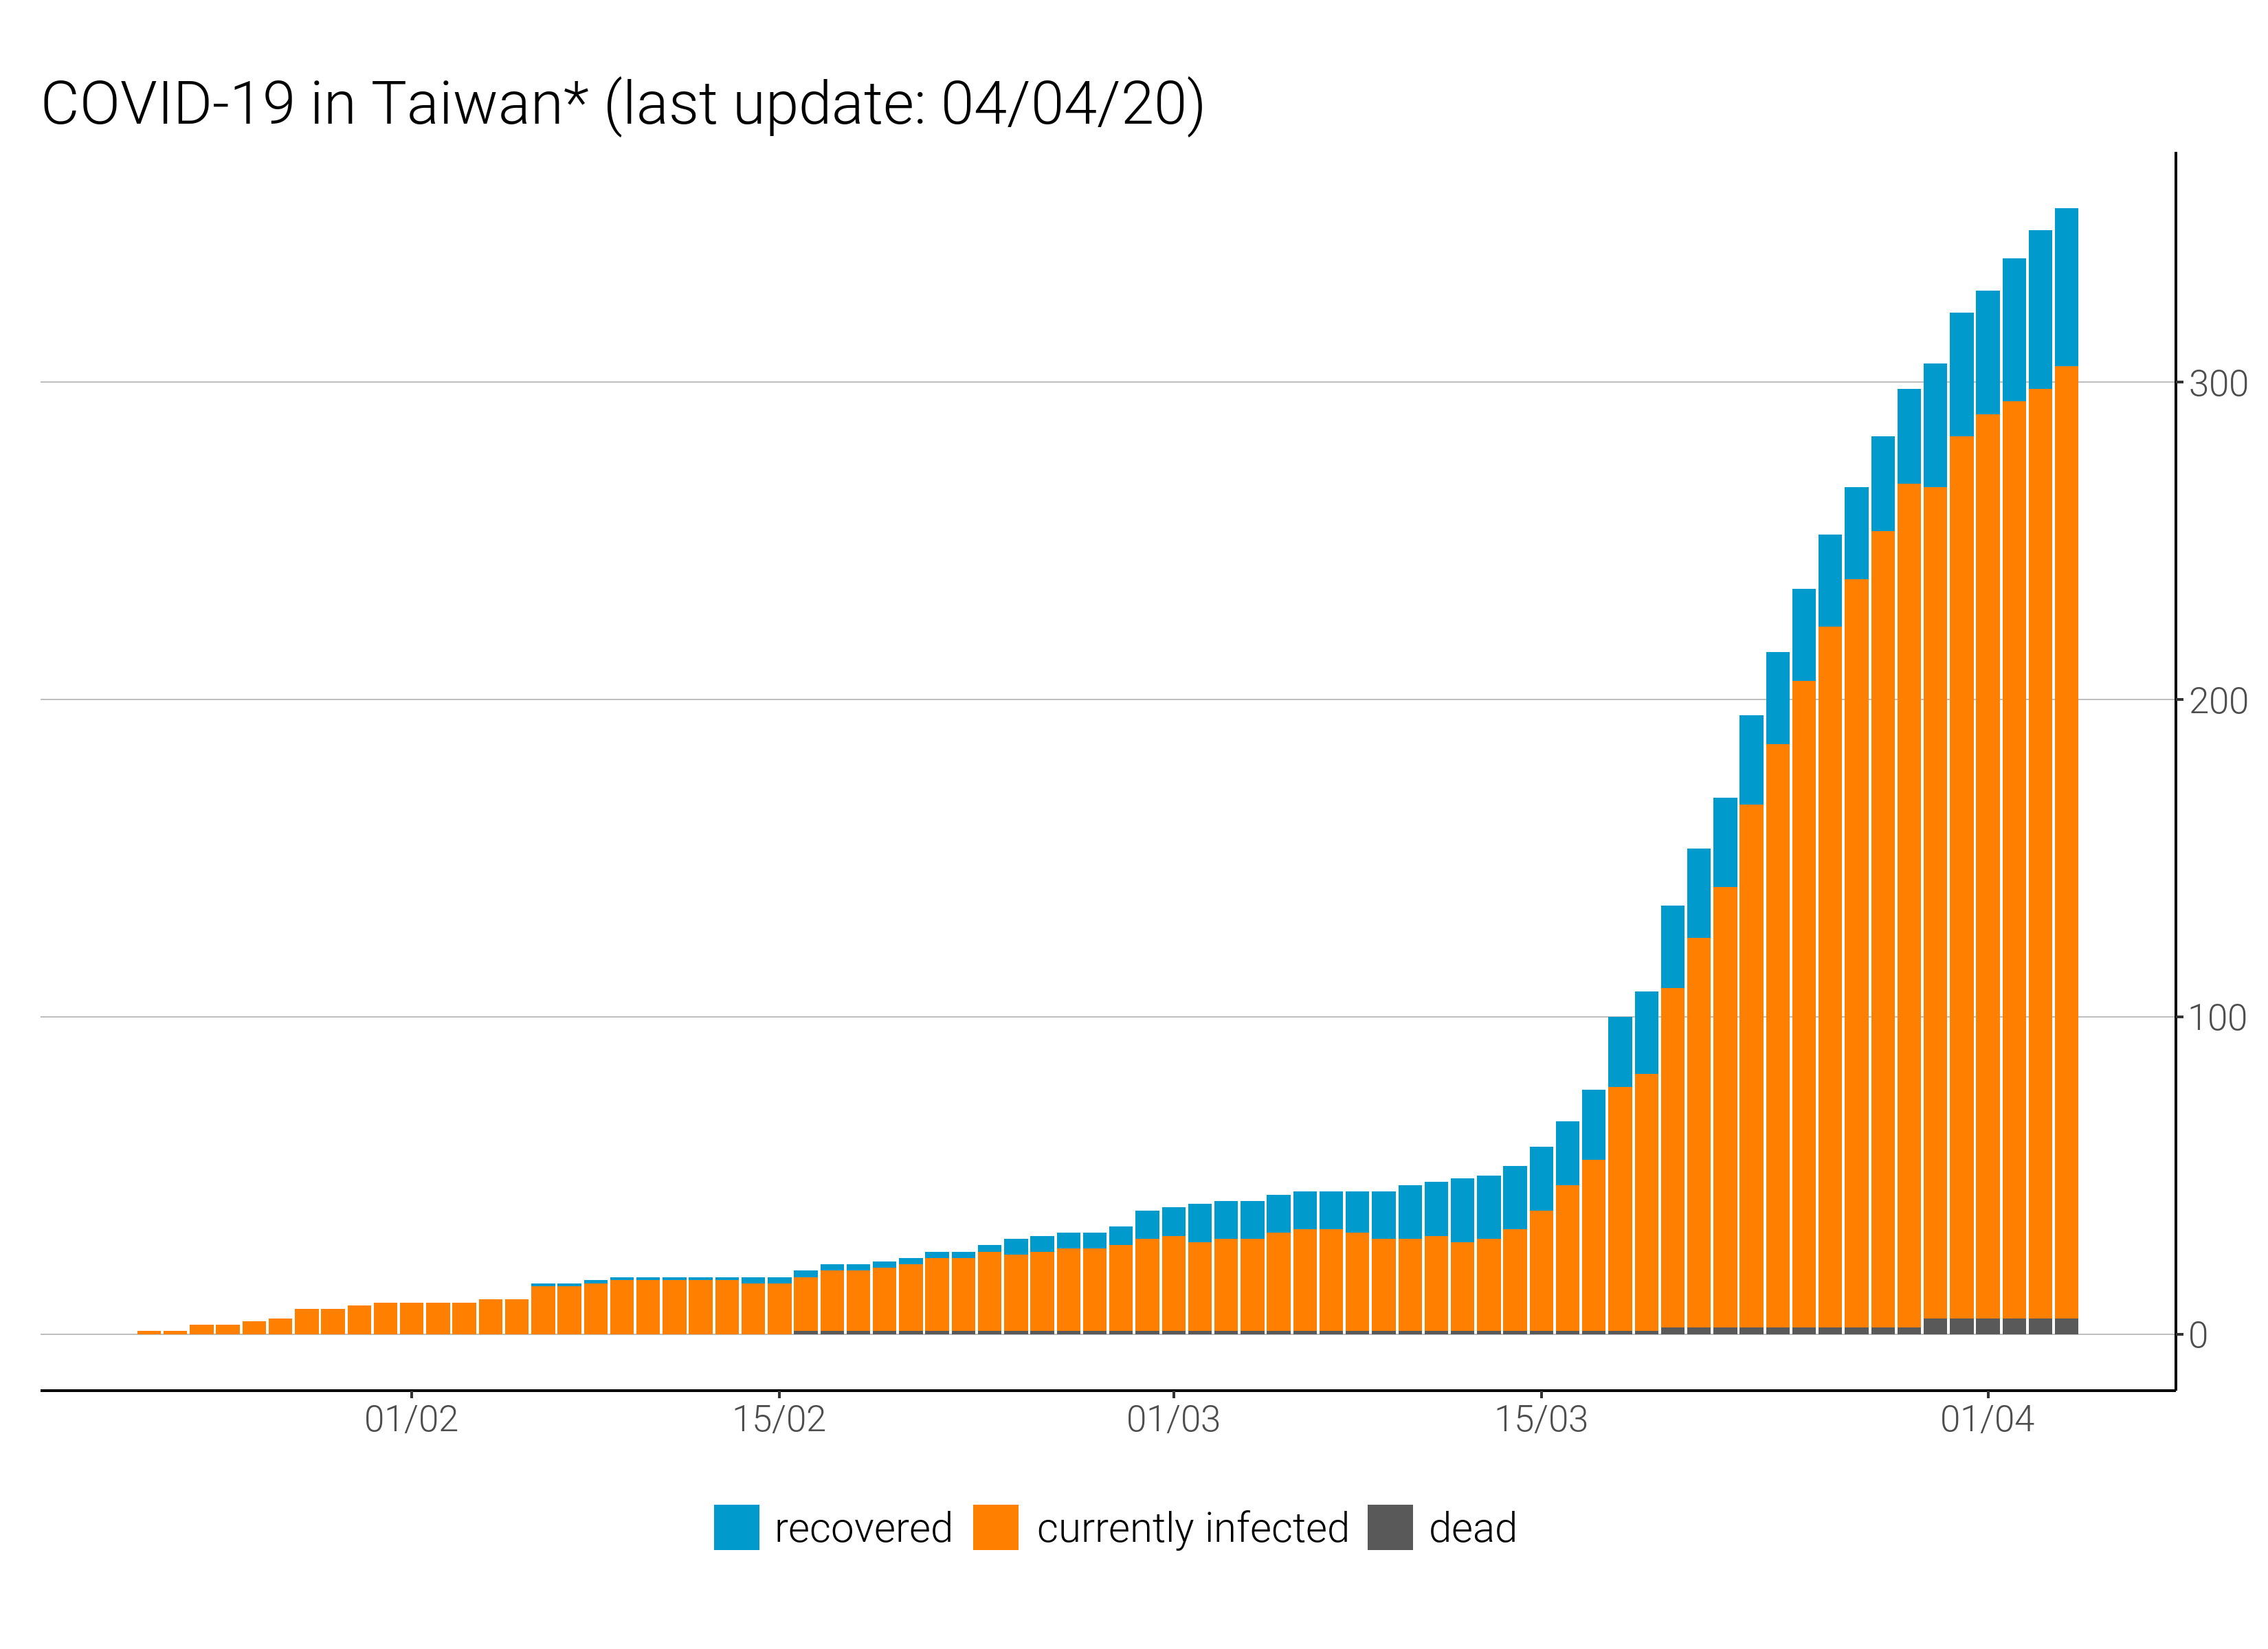 COVID-19 in Taiwan* (last update: 04/04/20)
300
200
100
0
01/02 15/02 01/03 15/03 01/04
recovered currently infected dead